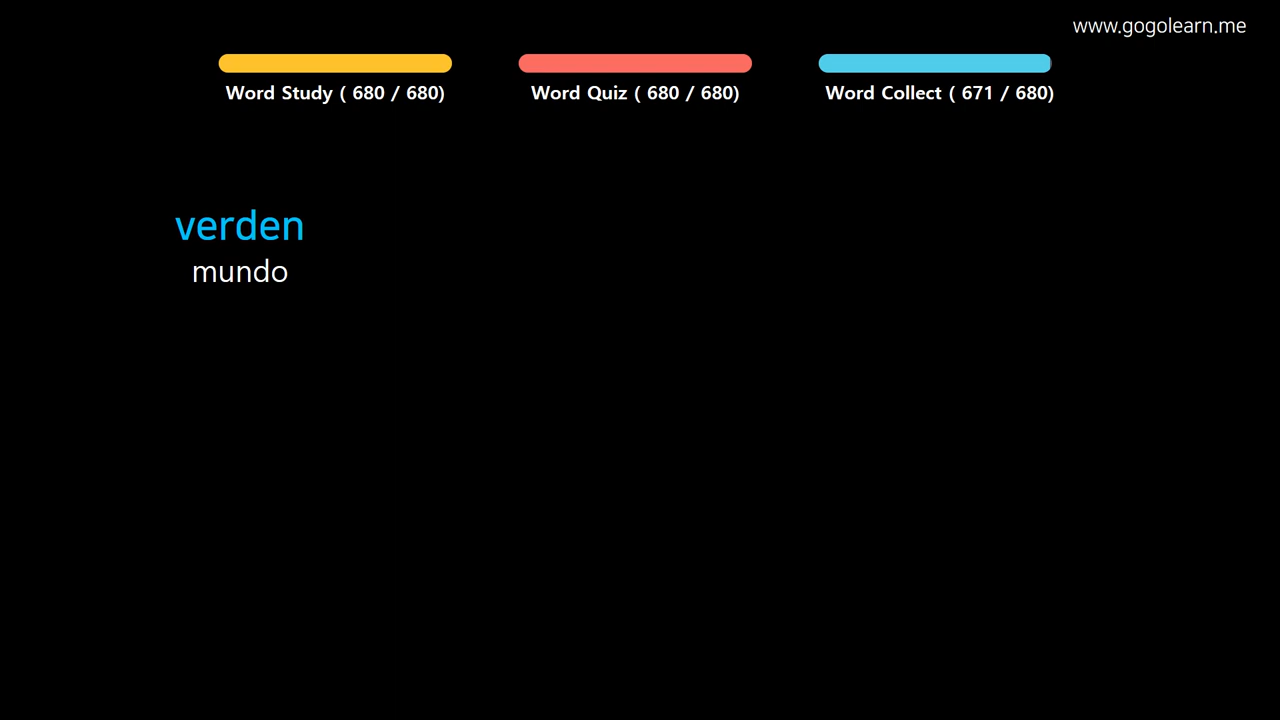 www.gogolearn.me
Word Study ( 680 / 680)
Word Quiz ( 680 / 680)
Word Collect ( 671 / 680)
verden
mundo